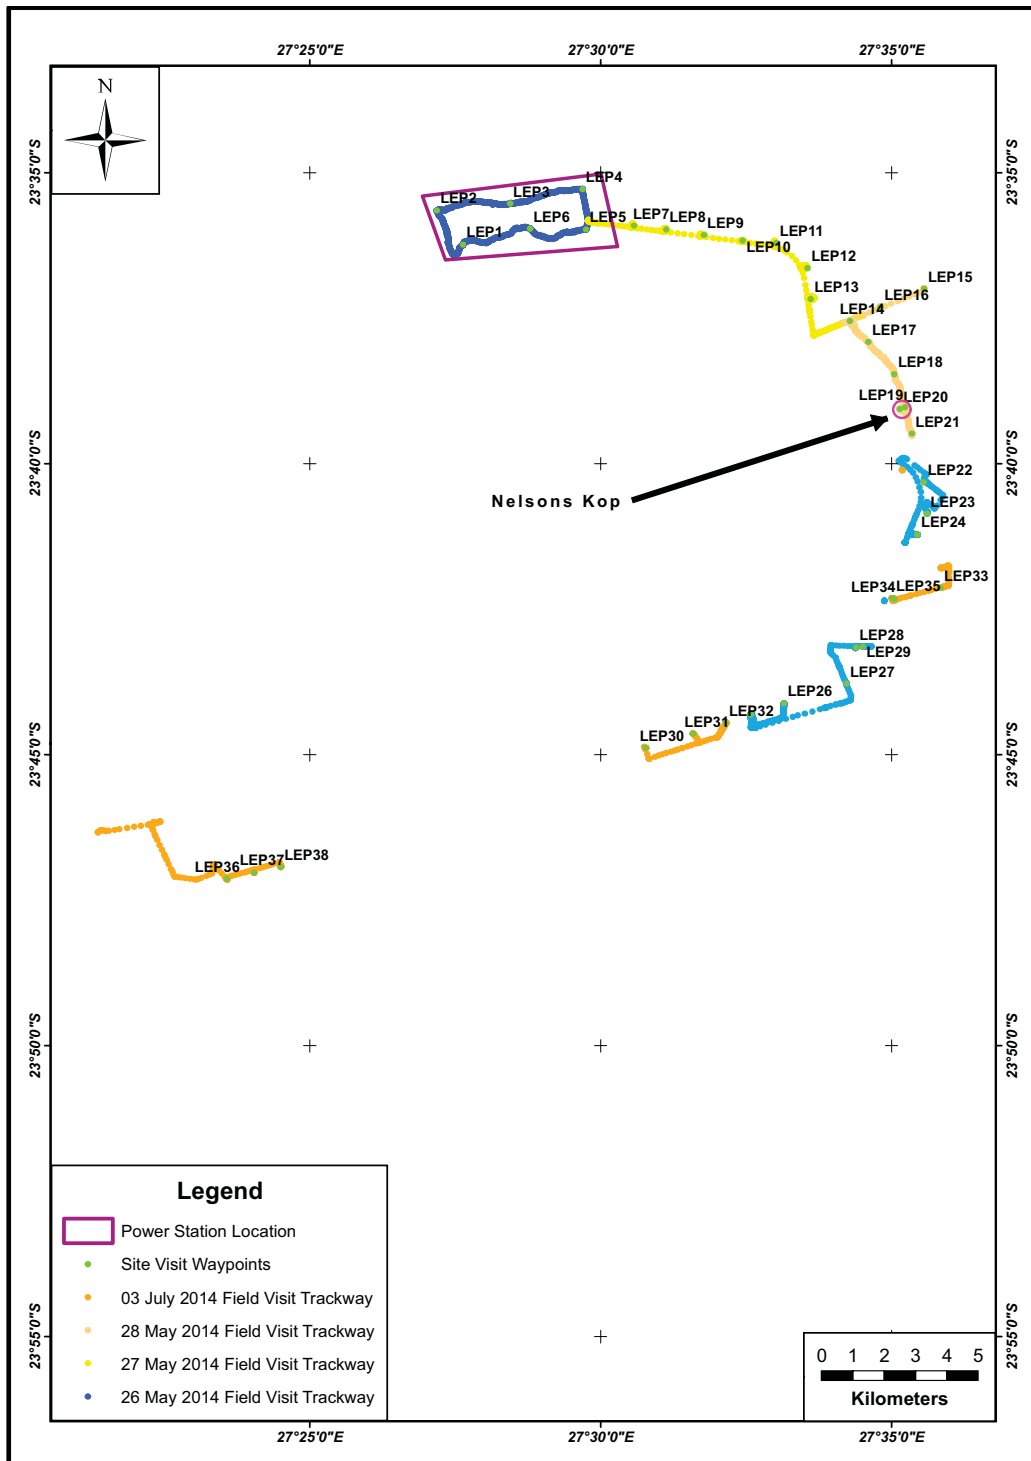 27°25'0"E
27°30'0"E
27°35'0"E
N
23°35'0"S
23°35'0"S
LEP4
LEP2
LEP3
LEP6
LEP5
LEP7
LEP8
LEP9
LEP1
LEP10
LEP11
LEP12
LEP15
LEP13
LEP16
LEP14
LEP17
LEP18
LEP19
LEP20
LEP21
23°40'0"S
23°40'0"S
LEP22
Nelsons Kop
LEP23
LEP24
LEP33
LEP34
LEP35
LEP28
LEP29
LEP27
LEP26
LEP32
LEP31
LEP30
23°45'0"S
23°45'0"S
LEP38
LEP37
LEP36
23°50'0"S
23°50'0"S
Legend
Power Station Location
Site Visit Waypoints
03 July 2014 Field Visit Trackway
28 May 2014 Field Visit Trackway
27 May 2014 Field Visit Trackway
26 May 2014 Field Visit Trackway
23°55'0"S
23°55'0"S
0 1 2 3 4 5
Kilometers
27°25'0"E
27°30'0"E
27°35'0"E